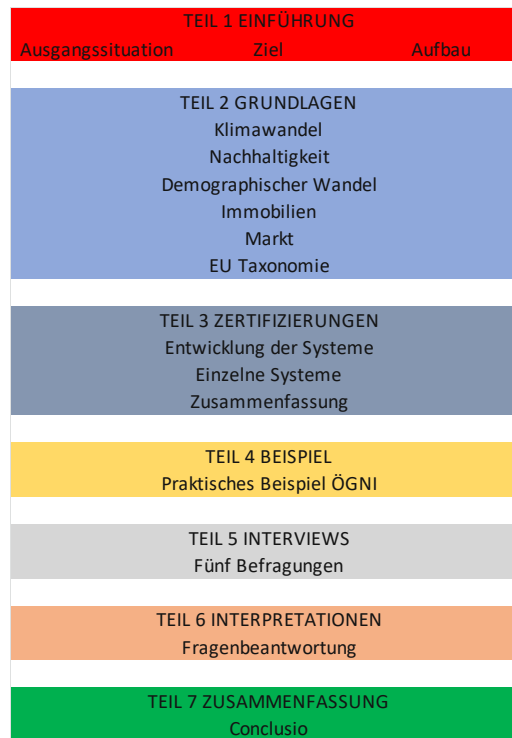 TEIL 1 EINFÜHRUNG
Ausgangssituation Ziel Aufbau
TEIL 2 GRUNDLAGEN
Klimawandel
Nachhaltigkeit
Demographischer Wandel
Immobilien
Markt
EU Taxonomie
TEIL 3 ZERTIFIZIERUNGEN
Entwicklung der Systeme
Einzelne Systeme
Zusammenfassung
TEIL 4 BEISPIEL
Praktisches Beispiel ÖGNI
TEIL 5 INTERVIEWS
Fünf Befragungen
TEIL 6 INTERPRETATIONEN
Fragenbeantwortung
TEIL 7 ZUSAMMENFASSUNG
Conclusio